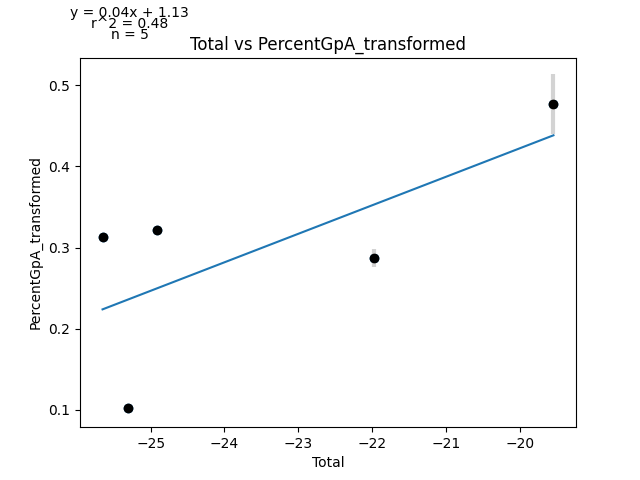 y = 0.04x + 1.13
r^2 = 0.48
n = 5
Total vs PercentGpA_transformed
0.5
0.4
0.3
0.2
0.1
PercentGpA_transformed
−25
−24
−23
−22
−21
−20
Total